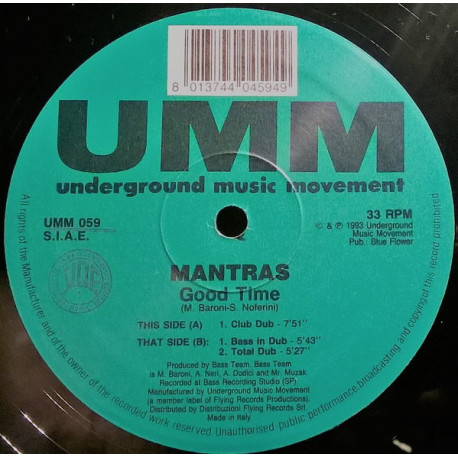 8 013744 045949
UMM
underground music movement
UMM 059
S.I.A.E.
33 RPM
© & ℗ 1993 Underground
Music Movement
Pub. Blue Flower
MANTRAS
Good Time
(M. Baroni-S. Noferini)
THIS SIDE (A) 1. Club Dub - 7'51''
THAT SIDE (B): 1. Bass in Dub - 5'43''
2. Total Dub - 5'27''
Produced by Bass Team. Bass Team
is M. Baroni, A. Neri, A. Dodici and Mr. Muzak.
Recorded at Bass Recording Studio (SP)
Manufactured by Underground Music Movement
(a member label of Flying Records Productions).
Distributed by Distribuzioni Flying Records Srl.
Made in Italy
All rights of the Manufacturer and of the owner of the recorded work reserved. Unauthorised public performance, broadcasting and copying of this record prohibited